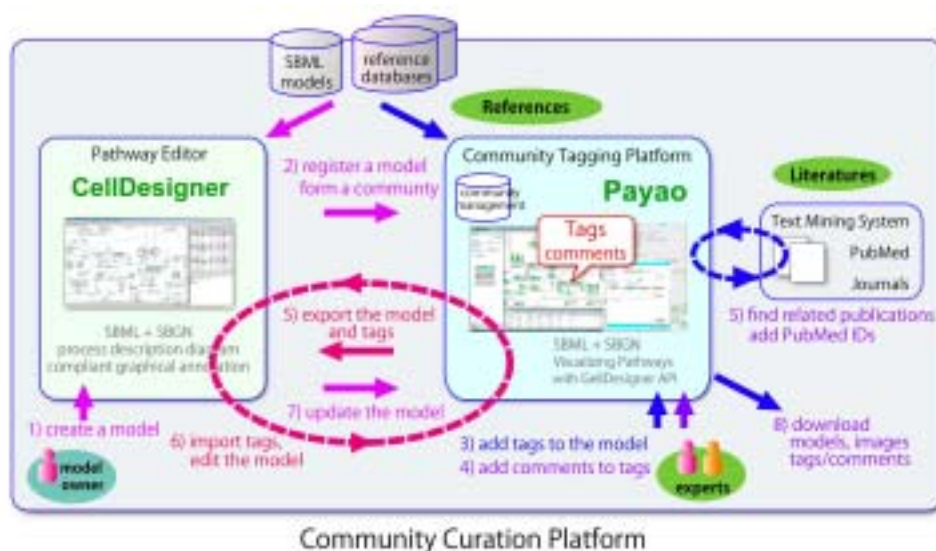 SBML
models
reference
databases
References
Pathway Editor
CellDesigner
2) register a model
form a communty
Community Tagging Platform
Payao
community
management
Tags
comments
Literatures
Text Mining System
PubMed
Journals
5) find related publications
add PubMed IDs
SBML + SBGN
process description diagram
compliant graphical annotation
5) export the model
and tags
SBML + SBGN
Visualizing Pathways
with CellDesigner API
7) update the model
1) create a model
6) import tags,
edit the model
model
owner
3) add tags to the model
4) add comments to tags
experts
8) download
models, images
tags/comments
Community Curation Platform